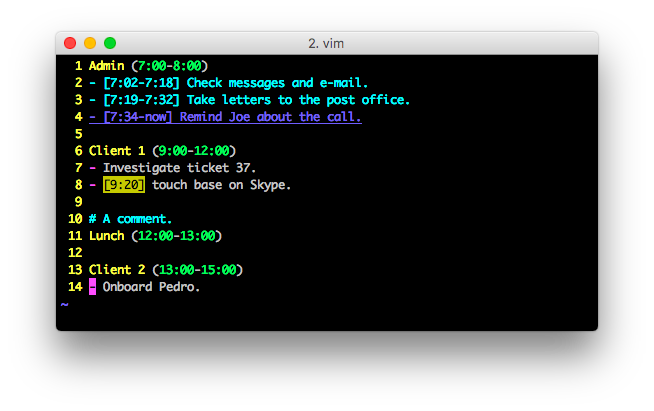 2. vim
1 Admin (7:00-8:00)
2 - [7:02-7:18] Check messages and e-mail.
3 - [7:19-7:32] Take letters to the post office.
4 - [7:34-now] Remind Joe about the call.
5
6 Client 1 (9:00-12:00)
7 - Investigate ticket 37.
8 - [9:20] touch base on Skype.
9
10 # A comment.
11 Lunch (12:00-13:00)
12
13 Client 2 (13:00-15:00)
14 - Onboard Pedro.
~